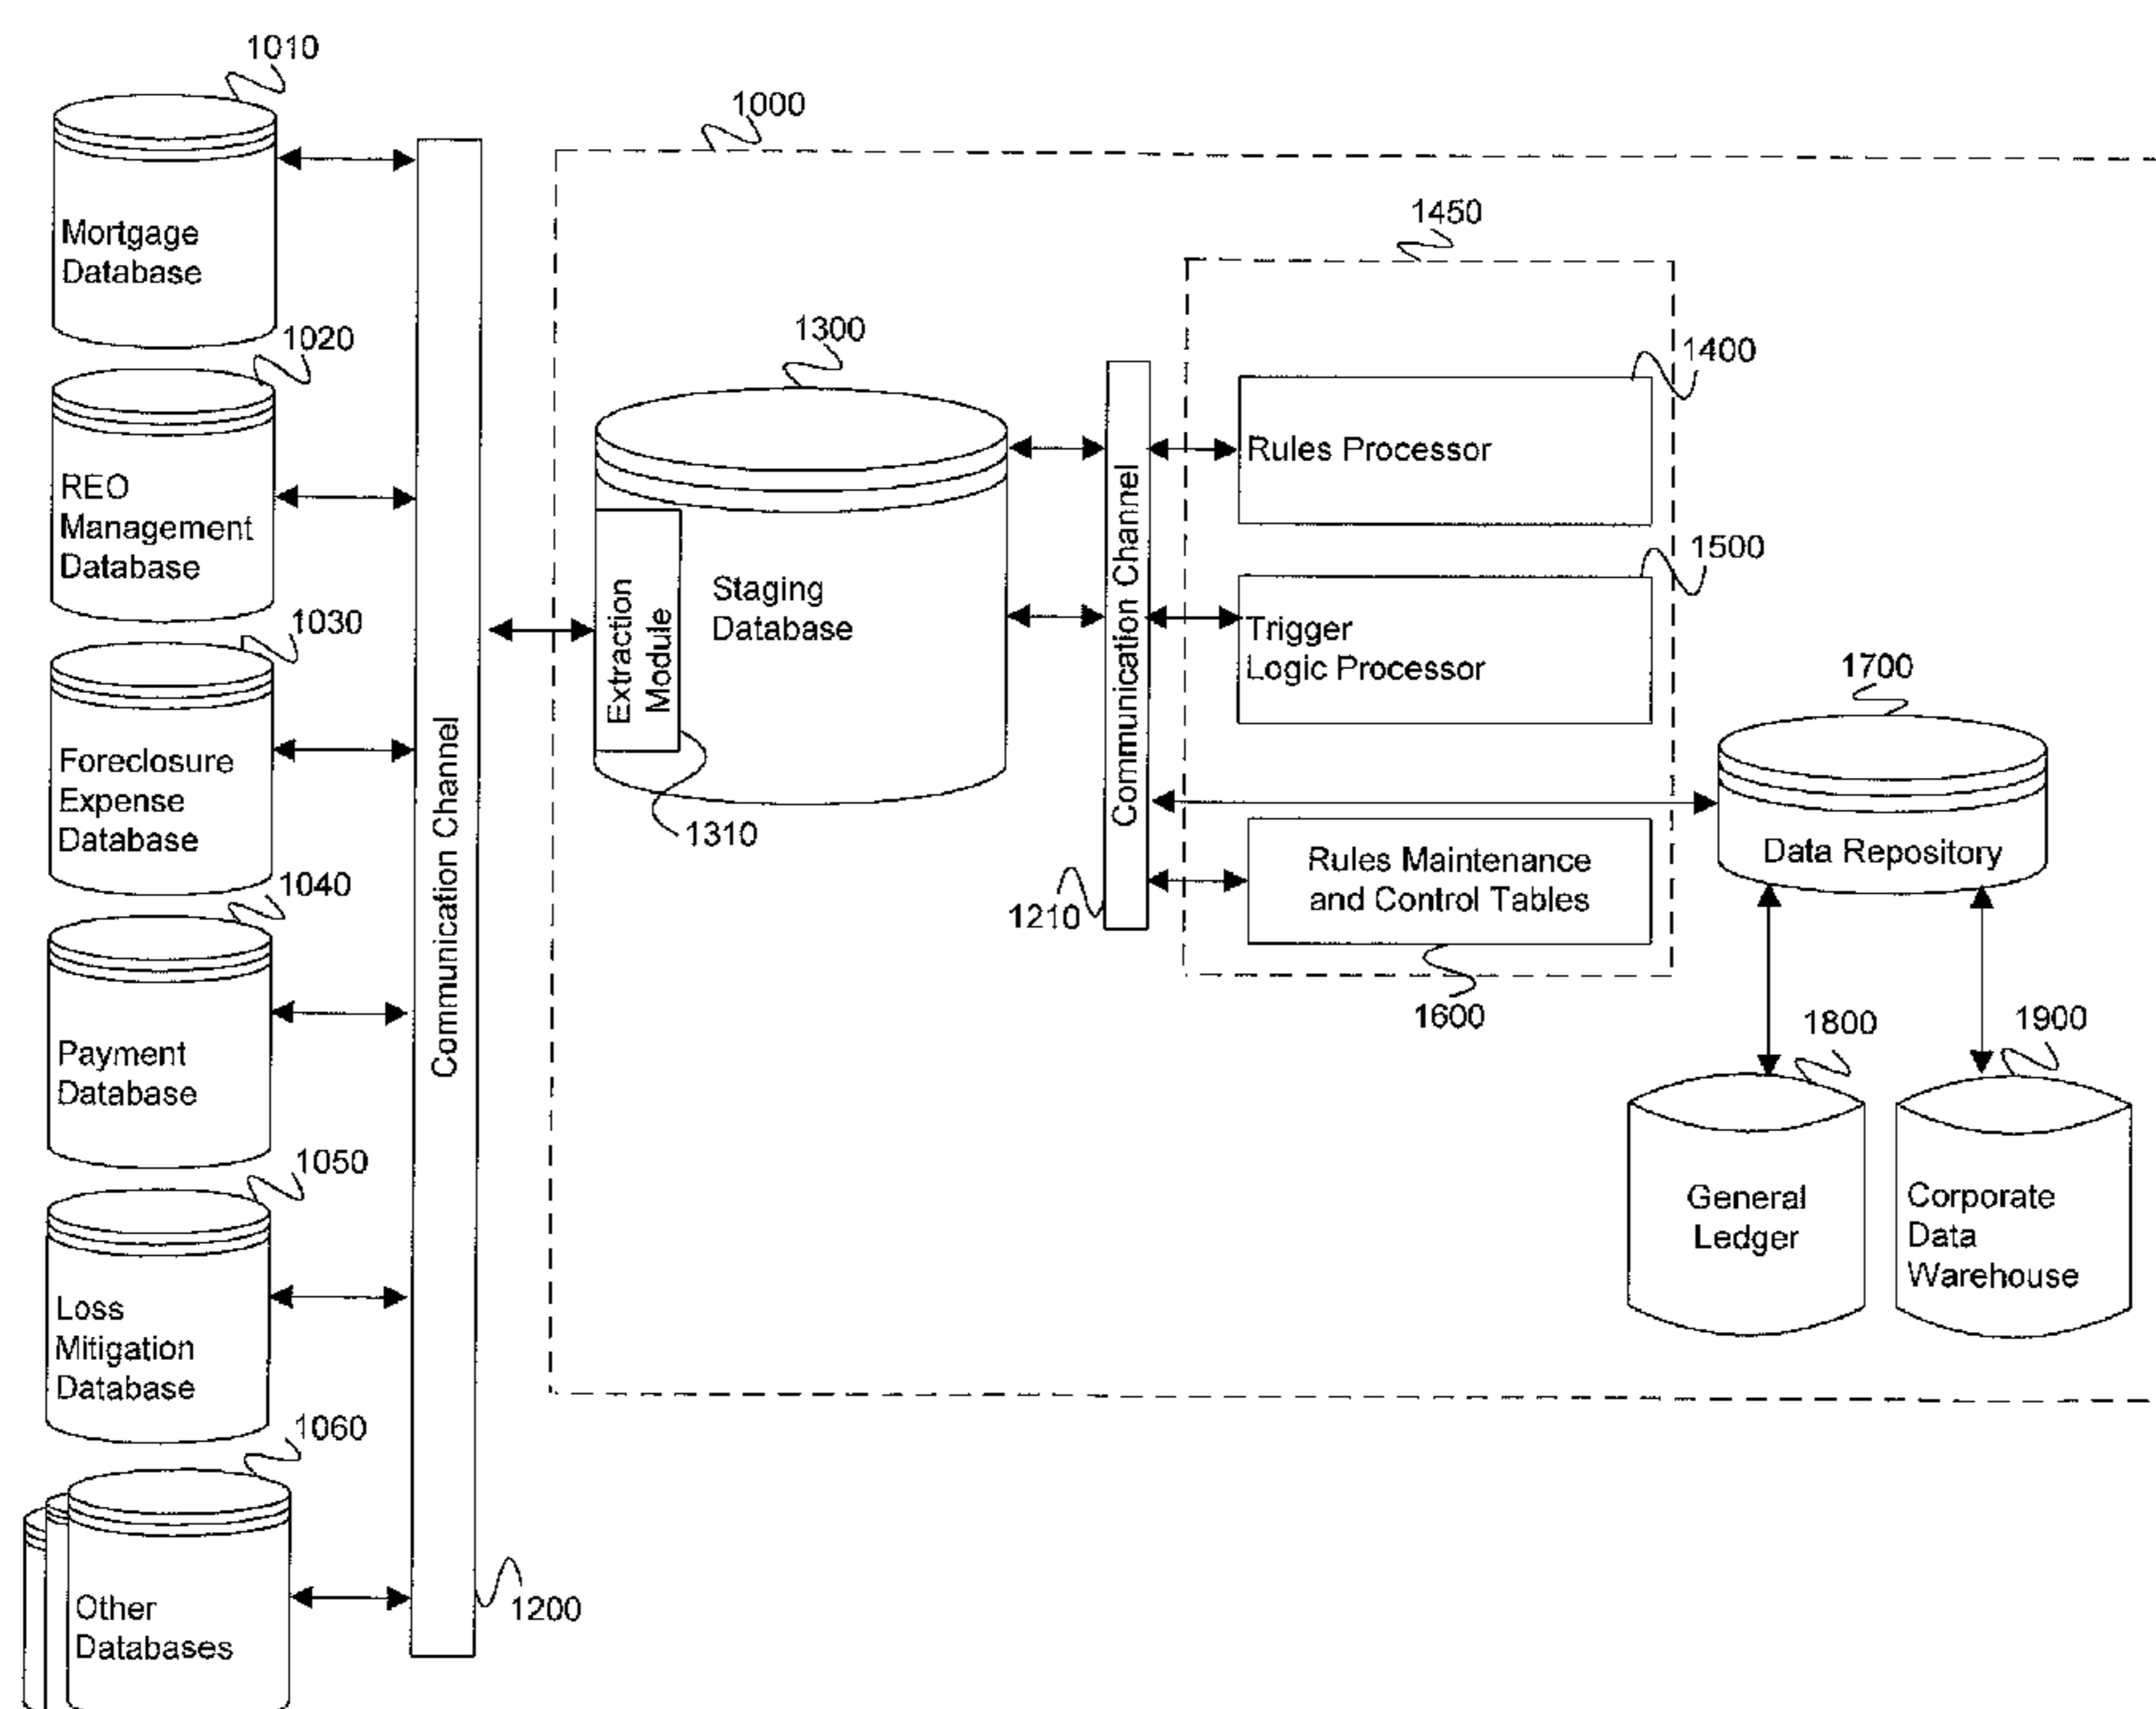 1010
Mortgage
Database
1020
REO
Management
Database
1030
Foreclosure
Expense
Database
1040
Payment
Database
1050
Loss
Mitigation
Database
1060
Other
Databases
Communication Channel
1200
1000
1300
Staging
Database
Extraction
Module
1310
Communication Channel
1210
1450
1400
Rules Processor
1500
Trigger
Logic Processor
Rules Maintenance
and Control Tables
1600
1700
Data Repository
1800
General
Ledger
1900
Corporate
Data
Warehouse